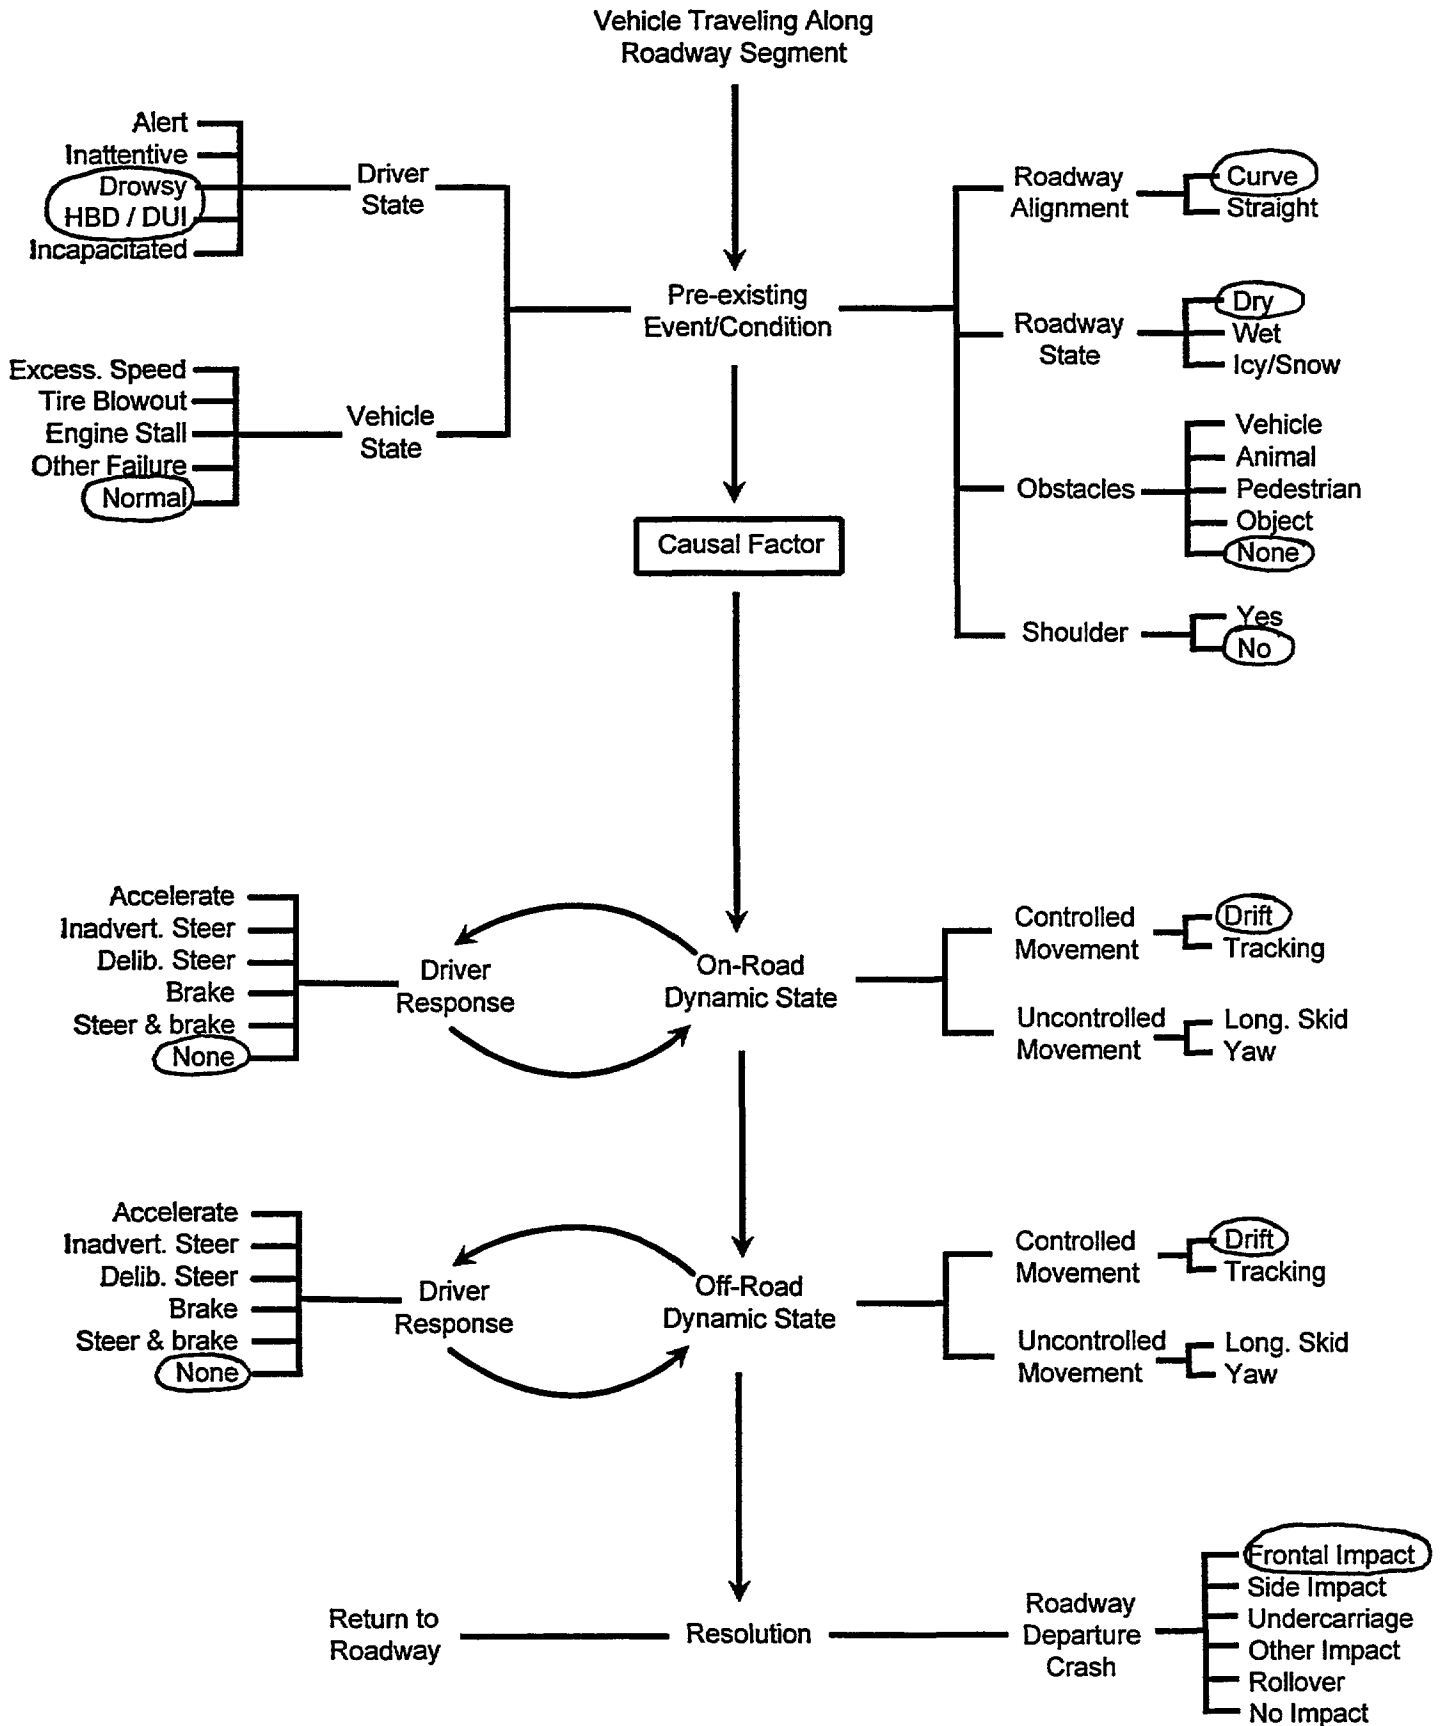 Vehicle Traveling Along
Roadway Segment
Alert
Inattentive
Drowsy
HBD / DUI
Incapacitated
Driver
State
Excess. Speed
Tire Blowout
Engine Stall
Other Failure
Normal
Vehicle
State
Pre-existing
Event/Condition
Roadway
Alignment
Curve
Straight
Roadway
State
Dry
Wet
Icy/Snow
Obstacles
Vehicle
Animal
Pedestrian
Object
None
Shoulder
Yes
No
Causal Factor
Accelerate
Inadvert. Steer
Delib. Steer
Brake
Steer & brake
None
Driver
Response
On-Road
Dynamic State
Controlled
Movement
Drift
Tracking
Uncontrolled
Movement
Long. Skid
Yaw
Accelerate
Inadvert. Steer
Delib. Steer
Brake
Steer & brake
None
Driver
Response
Off-Road
Dynamic State
Controlled
Movement
Drift
Tracking
Uncontrolled
Movement
Long. Skid
Yaw
Return to
Roadway
Resolution
Roadway
Departure
Crash
Frontal Impact
Side Impact
Undercarriage
Other Impact
Rollover
No Impact